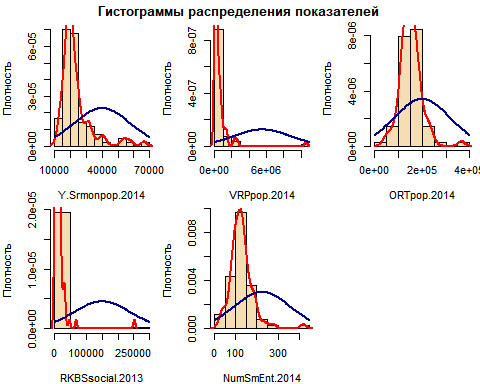 Гистограммы распределения показателей
Плотность
0e+00 3e-05 6e-05
10000 40000 70000
Y.Srmonpop.2014
Плотность
0e+00 4e-07 8e-07
0e+00 6e+06
VRPpop.2014
Плотность
0e+00 4e-06 8e-06
0e+00 2e+05 4e+05
ORTpop.2014
Плотность
0.0e+00 1.0e-05 2.0e-05
0 100000 250000
RKBSsocial.2013
Плотность
0.000 0.004 0.008
0 100 300
NumSmEnt.2014